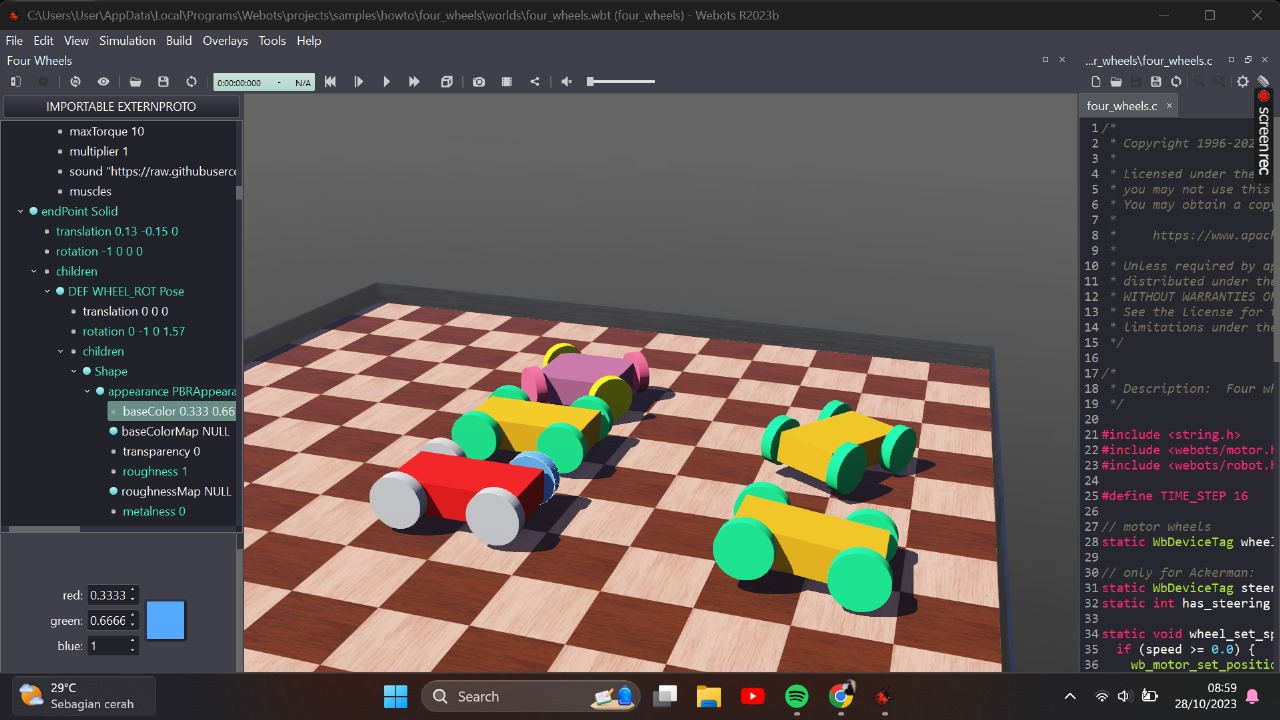 C:\Users\User\AppData\Local\Programs\Webots\projects\samples\howto\four_wheels\worlds\four_wheels.wbt (four_wheels) - Webots R2023b
File Edit View Simulation Build Overlays Tools Help
Four Wheels
...r_wheels\four_wheels.c
0:00:00:000 - N/A
IMPORTABLE EXTERNPROTO
maxTorque 10
multiplier 1
sound "https://raw.githubuserco
muscles
endPoint Solid
translation 0.13 -0.15 0
rotation -1 0 0 0
children
DEF WHEEL_ROT Pose
translation 0 0 0
rotation 0 -1 0 1.57
children
Shape
appearance PBRAppeara
baseColor 0.333 0.66
baseColorMap NULL
transparency 0
roughness 1
roughnessMap NULL
metalness 0
red: 0.3333
green: 0.6666
blue: 1
four_wheels.c
1 /*
2 * Copyright 1996-202
3 *
4 * Licensed under the
5 * you may not use this
6 * You may obtain a copy
7 *
8 * https://www.apac
9 *
10 * Unless required by ap
11 * distributed under the
12 * WITHOUT WARRANTIES O
13 * See the License for t
14 * limitations under the
15 */
16
17 /*
18 * Description: Four wh
19 */
20
21 #include <string.h>
22 #include <webots/motor.h
23 #include <webots/robot.h
24
25 #define TIME_STEP 16
26
27 // motor wheels
28 static WbDeviceTag wheel
29
30 // only for Ackerman:
31 static WbDeviceTag steer
32 static int has_steering
33
34 static void wheel_set_sp
35 if (speed >= 0.0) {
36 wb_motor_set_positio
screenrec
29°C
Sebagian cerah
Search
08:59
28/10/2023